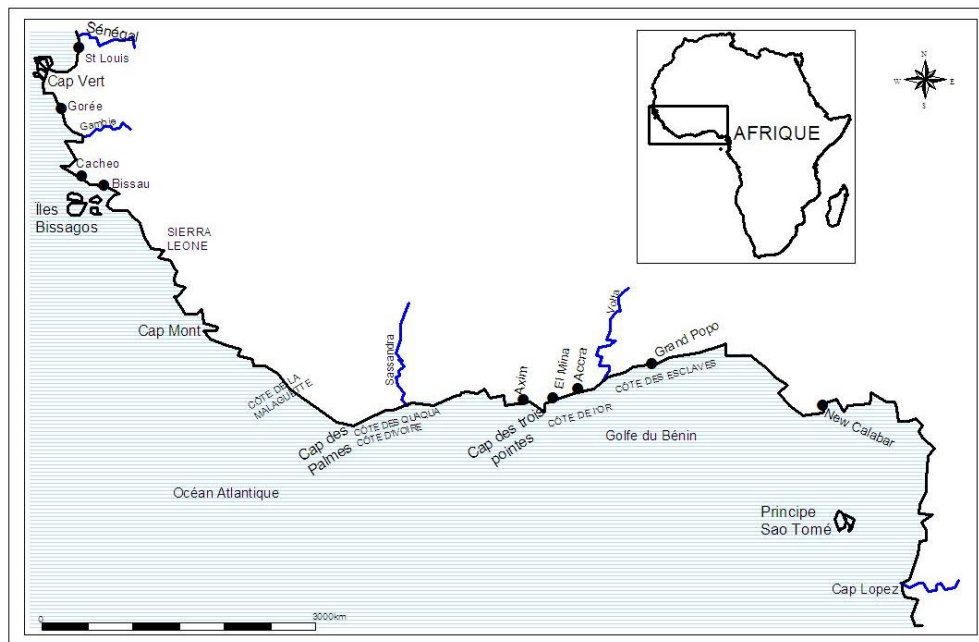 Sénégal
St Louis
Cap Vert
Gorée
Gambie
Cacheo
Bissau
Îles
Bissagos
SIERRA
LEONE
Cap Mont
CÔTE DE LA
MALAGUETTE
Cap des
Palmes
Sassandra
CÔTE DES QUAQUA
CÔTE D'IVOIRE
Cap des trois
pointes
Axim
El Mina
Accra
Volta
CÔTE DE lOR
Grand Popo
CÔTE DES ESCLAVES
Golfe du Bénin
New Calabar
Océan Atlantique
Principe
Sao Tomé
Cap Lopez
0
3000km
AFRIQUE
N
W
E
S